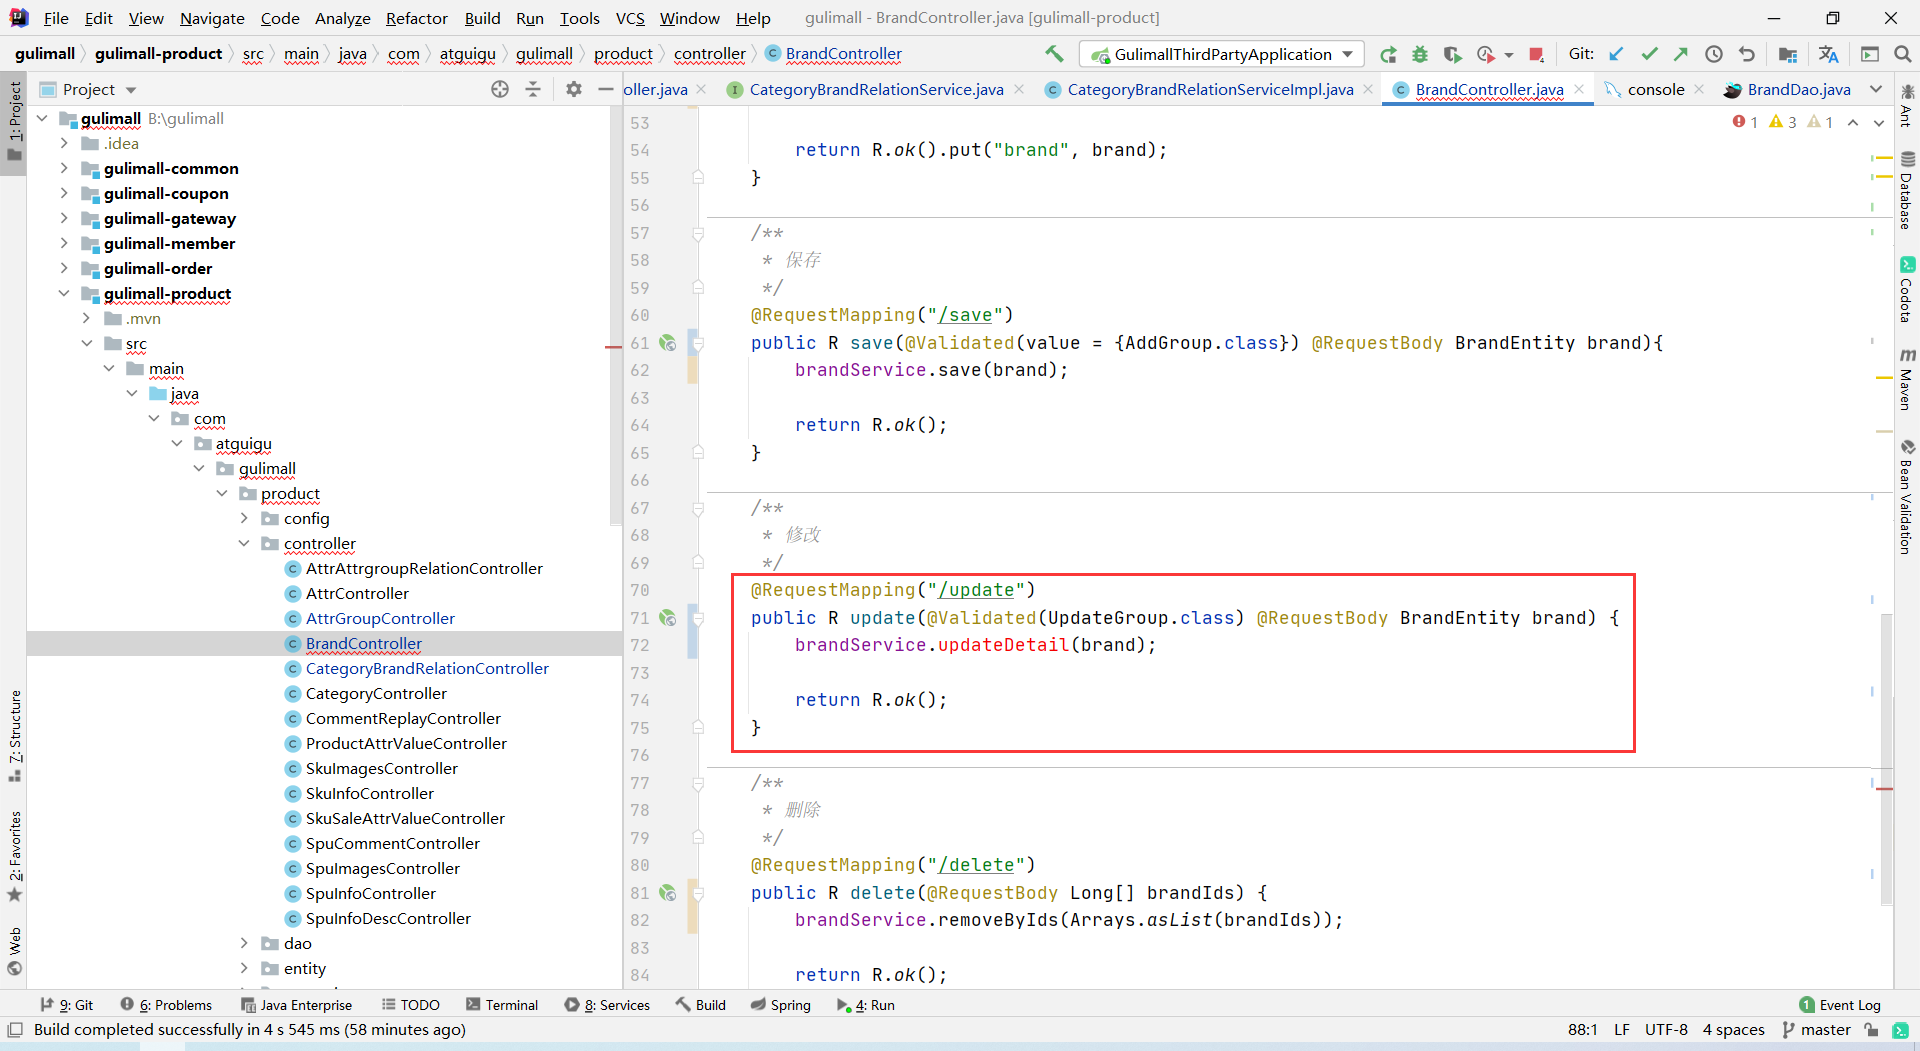 File Edit View Navigate Code Analyze Refactor Build Run Tools VCS Window Help gulimall - BrandController.java [gulimall-product]
gulimall gulimall-product src main java com atguigu gulimall product controller BrandController GulimallThirdPartyApplication Git:
Project
oller.java CategoryBrandRelationService.java CategoryBrandRelationServiceImpl.java BrandController.java console BrandDao.java
1: Project
7: Structure
2: Favorites
Web
gulimall B:\gulimall
.idea
gulimall-common
gulimall-coupon
gulimall-gateway
gulimall-member
gulimall-order
gulimall-product
.mvn
src
main
java
com
atguigu
gulimall
product
config
controller
AttrAttrgroupRelationController
AttrController
AttrGroupController
BrandController
CategoryBrandRelationController
CategoryController
CommentReplayController
ProductAttrValueController
SkuImagesController
SkuInfoController
SkuSaleAttrValueController
SpuCommentController
SpuImagesController
SpuInfoController
SpuInfoDescController
dao
entity
1 3 1
53
54 return R.ok().put("brand", brand);
55 }
56
57 /**
58 * 保存
59 */
60 @RequestMapping("/save")
61 public R save(@Validated(value = {AddGroup.class}) @RequestBody BrandEntity brand){
62 brandService.save(brand);
63
64 return R.ok();
65 }
66
67 /**
68 * 修改
69 */
70 @RequestMapping("/update")
71 public R update(@Validated(UpdateGroup.class) @RequestBody BrandEntity brand) {
72 brandService.updateDetail(brand);
73
74 return R.ok();
75 }
76
77 /**
78 * 删除
79 */
80 @RequestMapping("/delete")
81 public R delete(@RequestBody Long[] brandIds) {
82 brandService.removeByIds(Arrays.asList(brandIds));
83
84 return R.ok();
Ant
Database
Codota
Maven
Bean Validation
9: Git 6: Problems Java Enterprise TODO Terminal 8: Services Build Spring 4: Run 1 Event Log
Build completed successfully in 4 s 545 ms (58 minutes ago) 88:1 LF UTF-8 4 spaces master